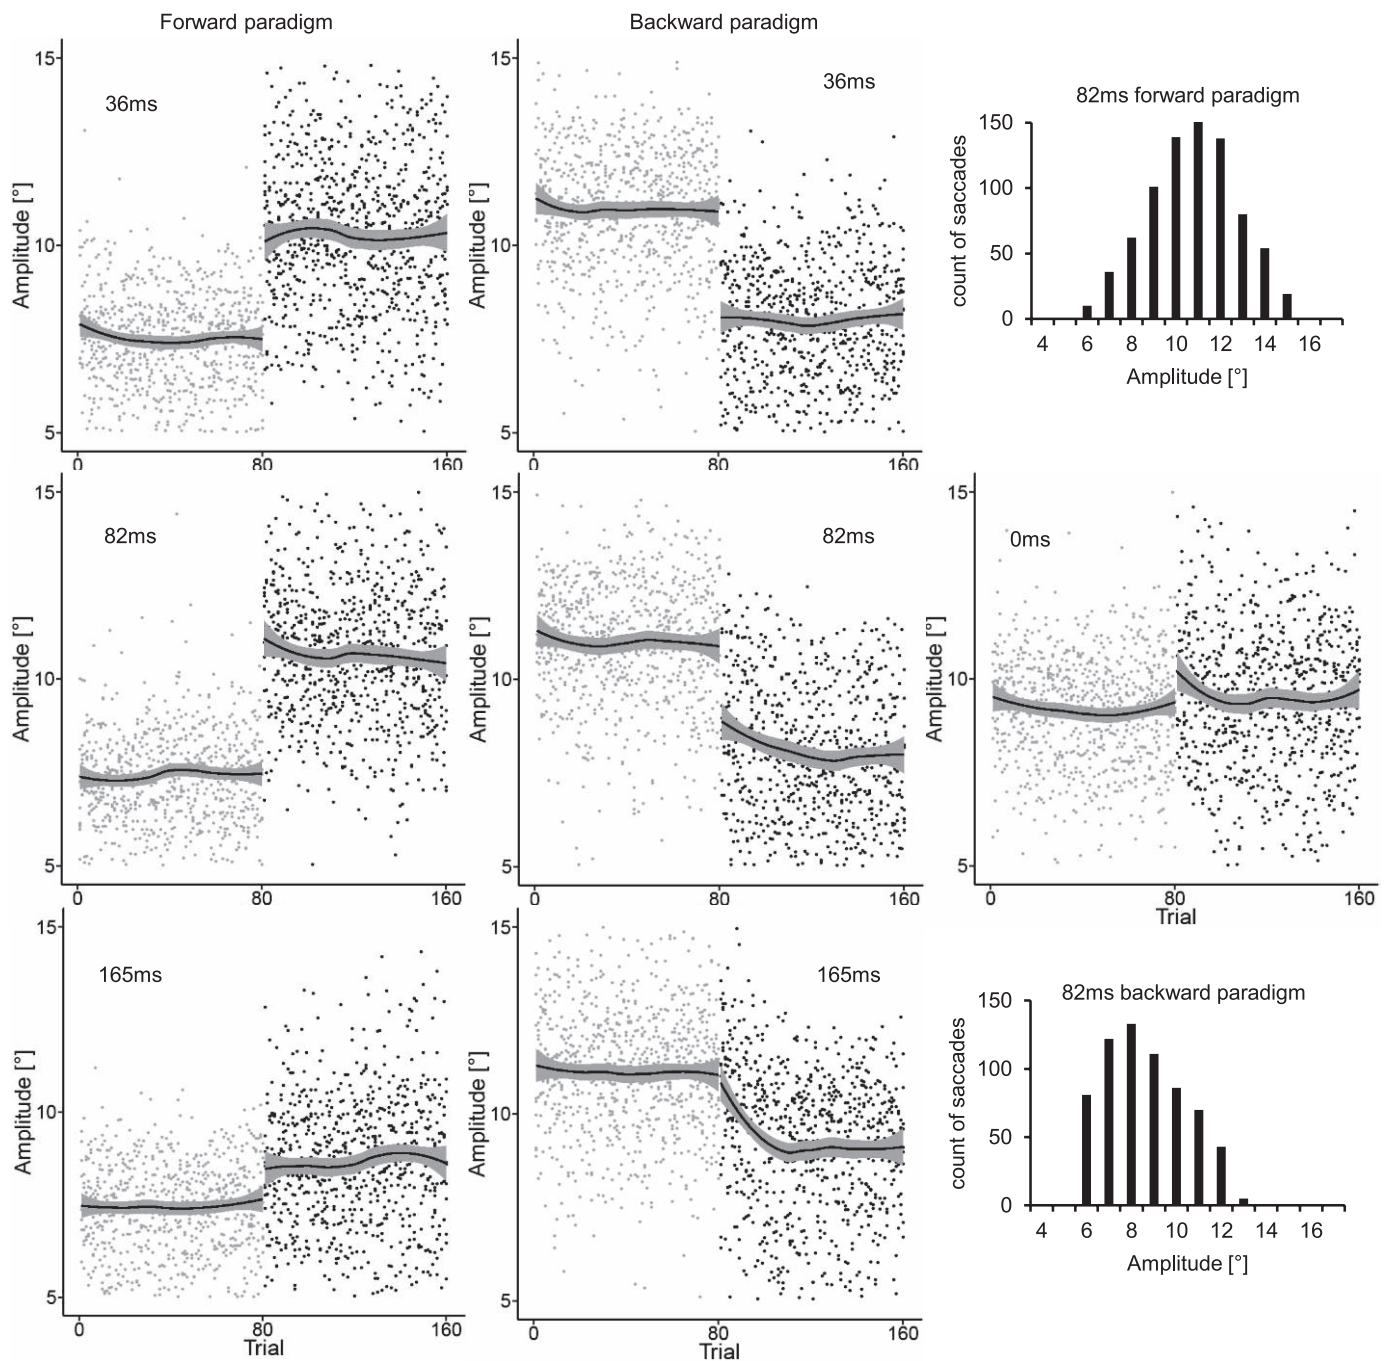 Forward paradigm
Backward paradigm
36ms
15
10
5
Amplitude [°]
0
80
160
36ms
15
10
5
Amplitude [°]
0
80
160
82ms forward paradigm
count of saccades
150
100
50
0
4 6 8 10 12 14 16
Amplitude [°]
82ms
15
10
5
Amplitude [°]
0
80
160
82ms
15
10
5
Amplitude [°]
0
80
160
0ms
15
10
5
Amplitude [°]
0
80
160
Trial
165ms
15
10
5
Amplitude [°]
0
80
160
Trial
165ms
15
10
5
Amplitude [°]
0
80
160
Trial
82ms backward paradigm
count of saccades
150
100
50
0
4 6 8 10 12 14 16
Amplitude [°]